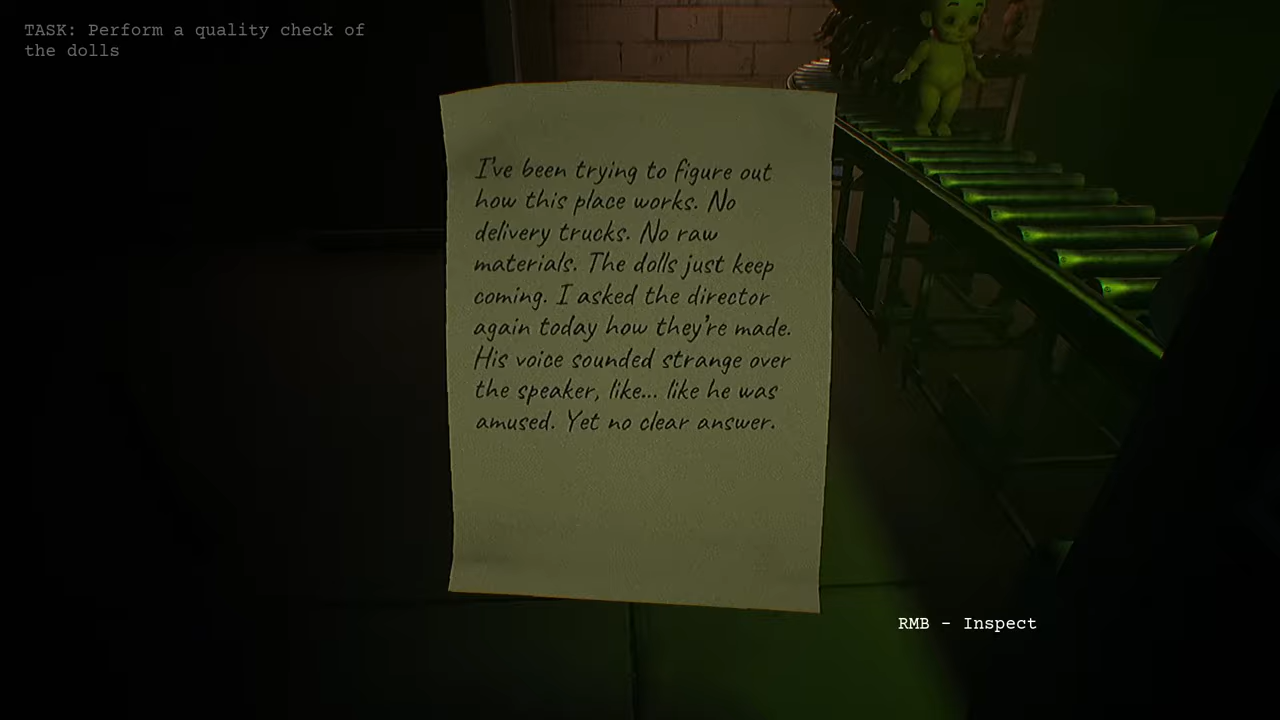 TASK: Perform a quality check of
the dolls
I've been trying to figure out
how this place works. No
delivery trucks. No raw
materials. The dolls just keep
coming. I asked the director
again today how they're made.
His voice sounded strange over
the speaker, like... like he was
amused. Yet no clear answer.
RMB - Inspect